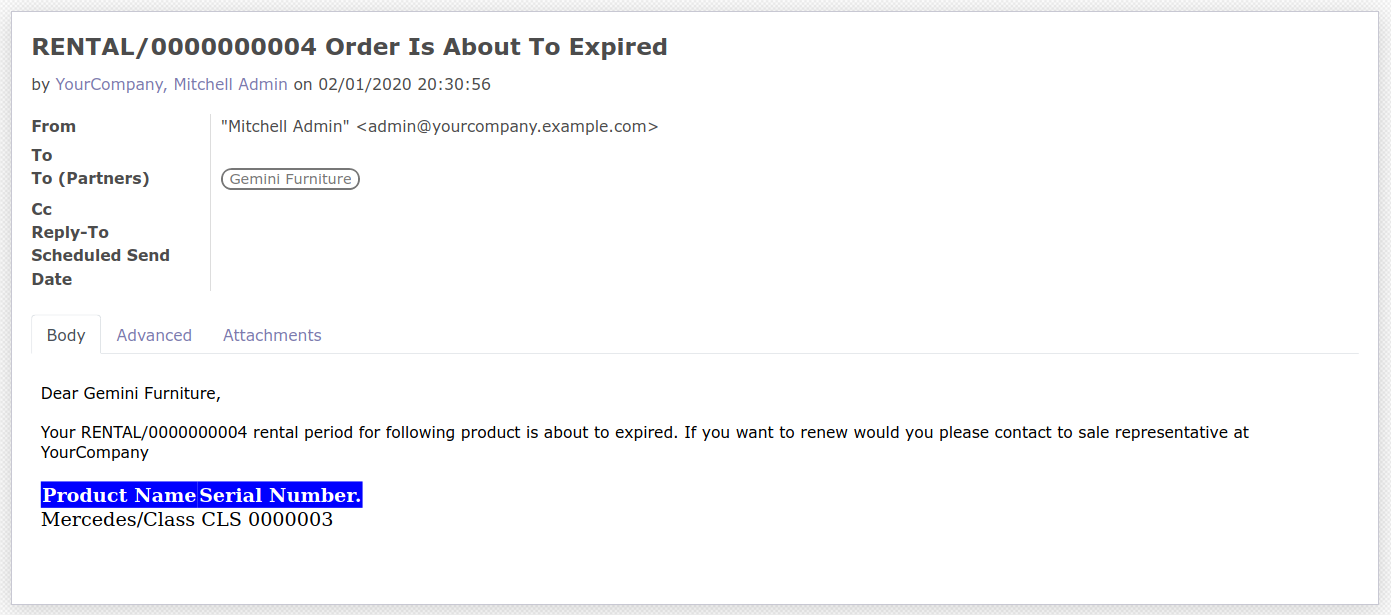 RENTAL/0000000004 Order Is About To Expired
by YourCompany, Mitchell Admin on 02/01/2020 20:30:56
From "Mitchell Admin" <admin@yourcompany.example.com>
To
To (Partners) Gemini Furniture
Cc
Reply-To
Scheduled Send
Date
Body Advanced Attachments
Dear Gemini Furniture,
Your RENTAL/0000000004 rental period for following product is about to expired. If you want to renew would you please contact to sale representative at
YourCompany
Product Name Serial Number.
Mercedes/Class CLS 0000003